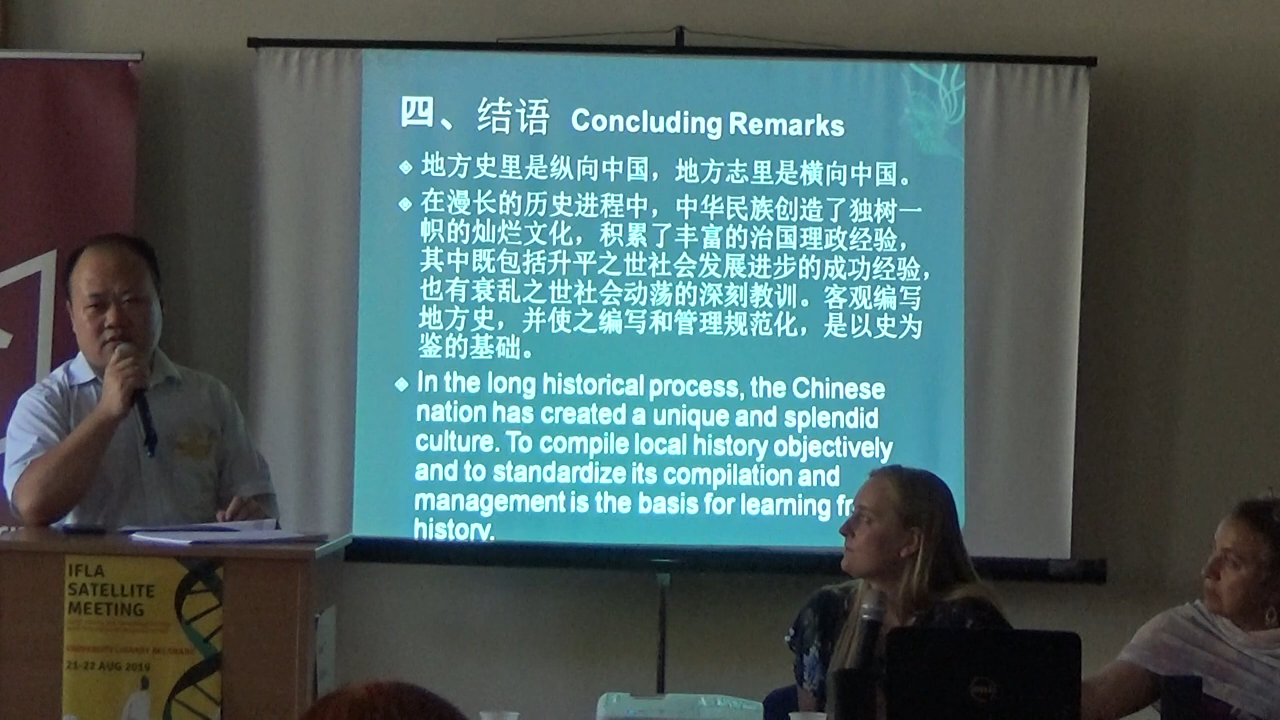 四、结语 Concluding Remarks
地方史里是纵向中国，地方志里是横向中国。
在漫长的历史进程中，中华民族创造了独树一
帜的灿烂文化，积累了丰富的治国理政经验，
其中既包括升平之世社会发展进步的成功经验，
也有衰乱之世社会动荡的深刻教训。客观编写
地方史，并使之编写和管理规范化，是以史为
鉴的基础。
In the long historical process, the Chinese
nation has created a unique and splendid
culture. To compile local history objectively
and to standardize its compilation and
management is the basis for learning
history.
IFLA
SATELLITE
MEETING
UNIVERSITY LIBRARY BELGRADE
21-22 AUG 2019
DELL